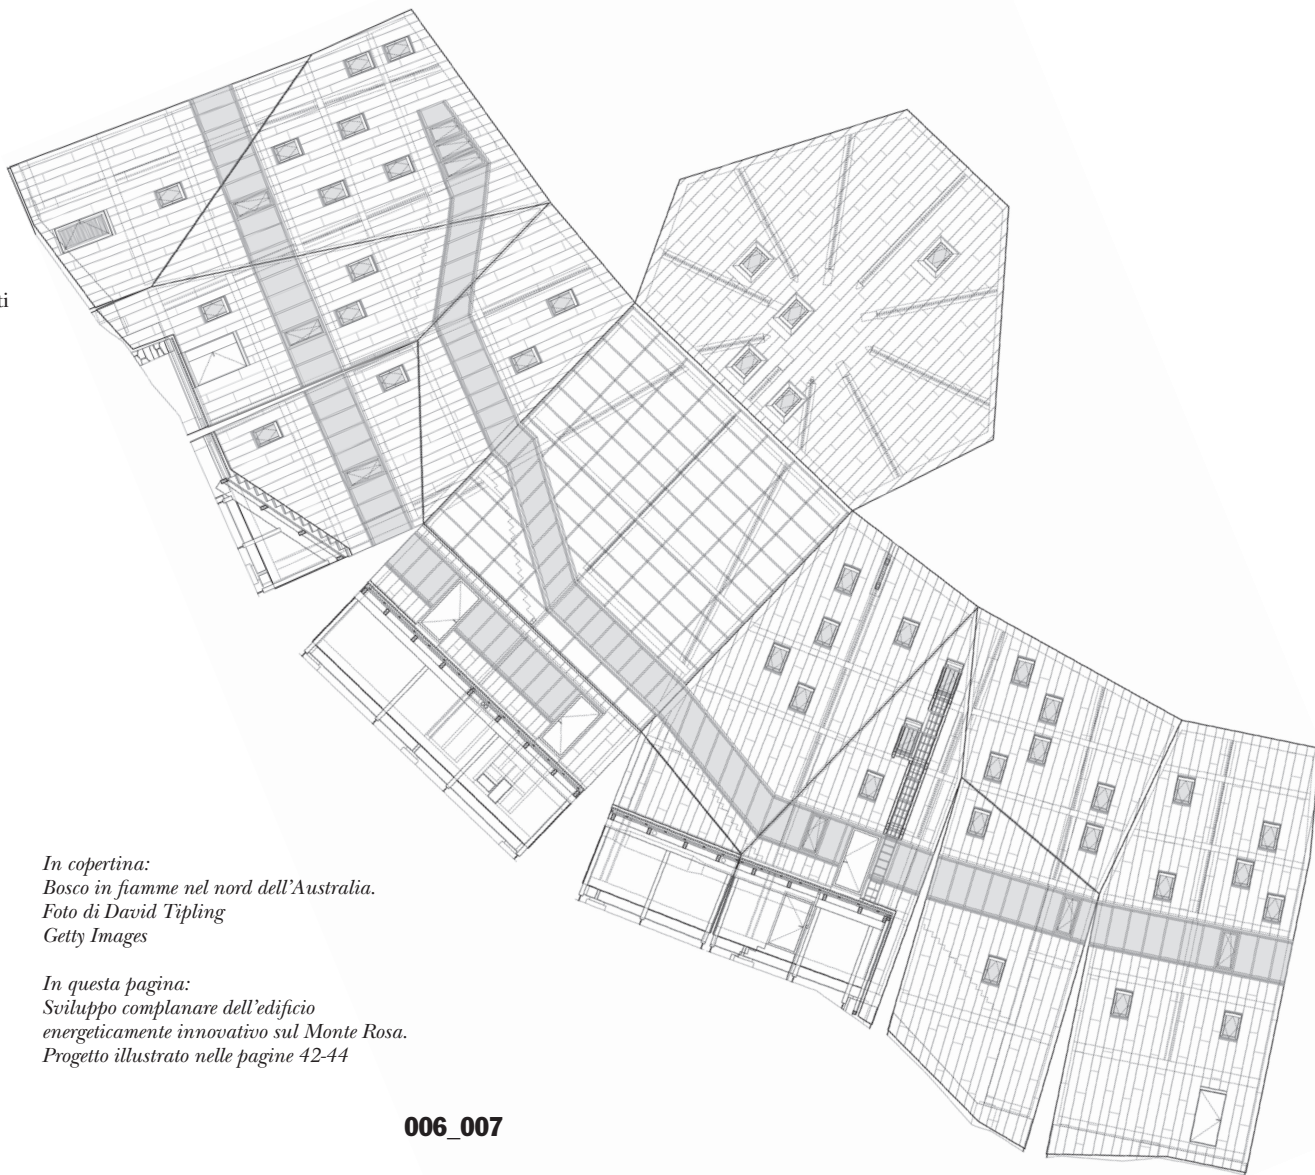 ti
In copertina:
Bosco in fiamme nel nord dell’Australia.
Foto di David Tipling
Getty Images
In questa pagina:
Sviluppo complanare dell’edificio
energeticamente innovativo sul Monte Rosa.
Progetto illustrato nelle pagine 42-44
006_007